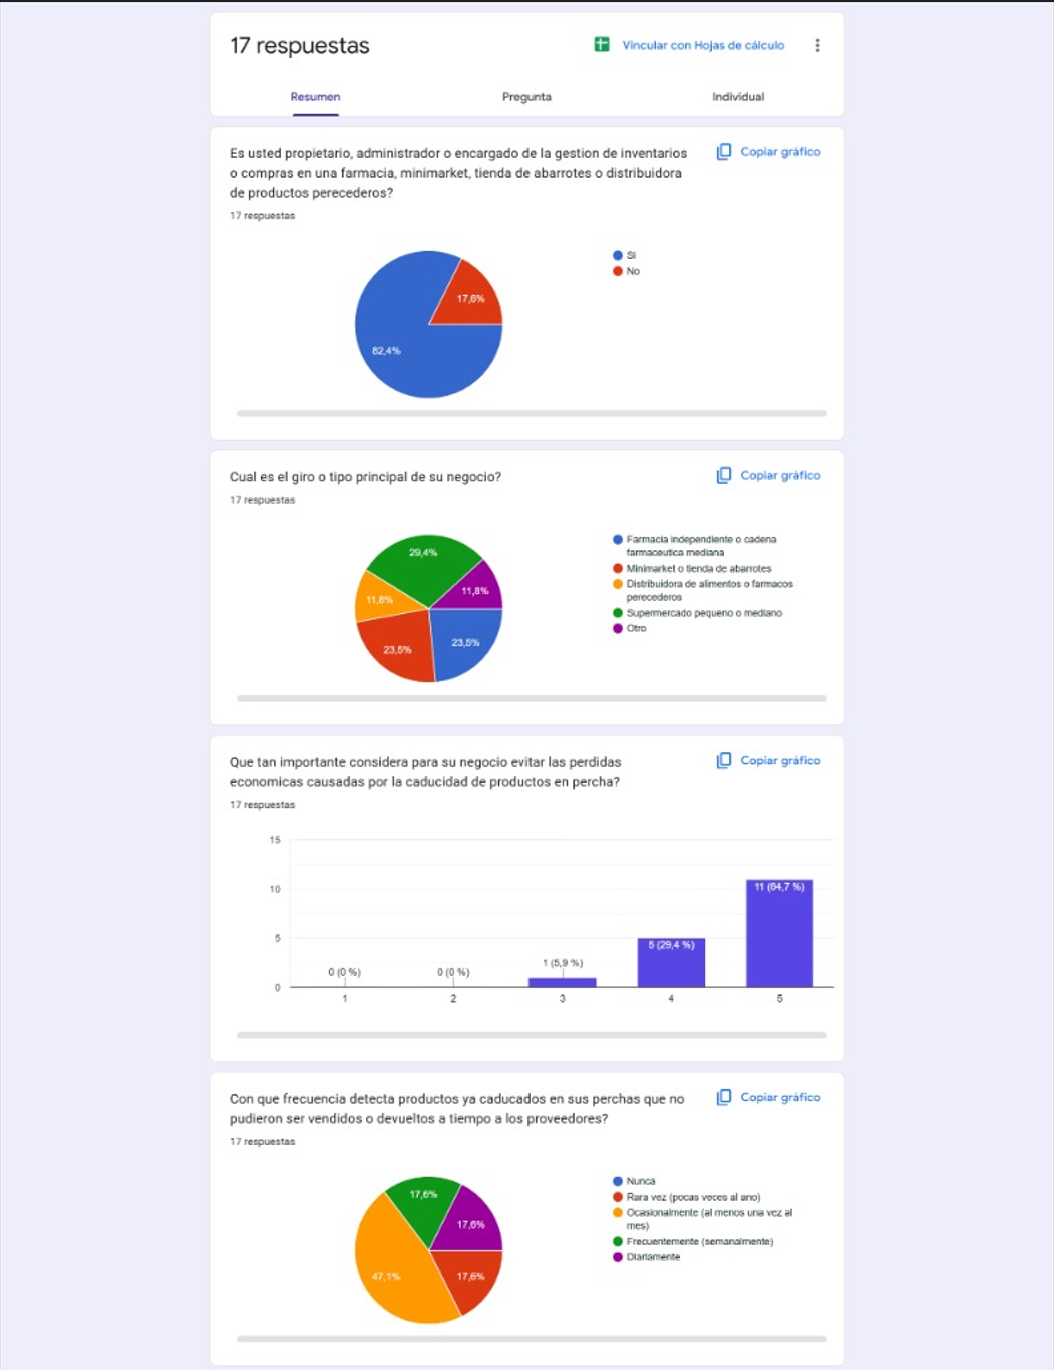 17 respuestas
Vincular con Hojas de cálculo
Resumen
Pregunta
Individual
Es usted propietario, administrador o encargado de la gestion de inventarios
o compras en una farmacia, minimarket, tienda de abarrotes o distribuidora
de productos perecederos?
Copiar gráfico
17 respuestas
Si
No
17,6%
82,4%
Cual es el giro o tipo principal de su negocio?
Copiar gráfico
17 respuestas
Farmacia independiente o cadena
farmaceutica mediana
Minimarket o tienda de abarrotes
Distribuidora de alimentos o farmacos
perecederos
Supermercado pequeno o mediano
Otro
29,4%
11,8%
11,8%
23,5%
23,5%
Que tan importante considera para su negocio evitar las perdidas
economicas causadas por la caducidad de productos en percha?
Copiar gráfico
17 respuestas
15
10
5
0
0 (0 %)
0 (0 %)
1 (5,9 %)
5 (29,4 %)
11 (64,7 %)
1
2
3
4
5
Con que frecuencia detecta productos ya caducados en sus perchas que no
pudieron ser vendidos o devueltos a tiempo a los proveedores?
Copiar gráfico
17 respuestas
Nunca
Rara vez (pocas veces al ano)
Ocasionalmente (al menos una vez al
mes)
Frecuentemente (semanalmente)
Diariamente
17,6%
17,6%
47,1%
17,6%